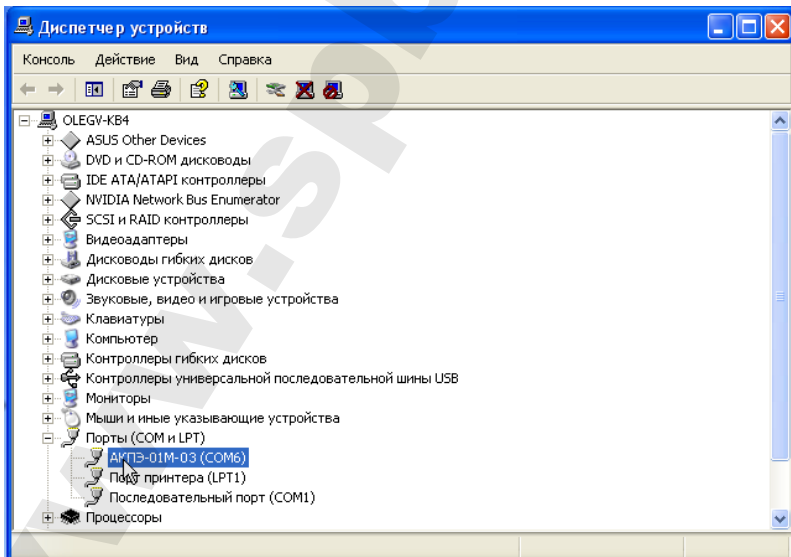 Диспетчер устройств
Консоль Действие Вид Справка
OLEGV-KB4
ASUS Other Devices
DVD и CD-ROM дисководы
IDE ATA/ATAPI контроллеры
NVIDIA Network Bus Enumerator
SCSI и RAID контроллеры
Видеоадаптеры
Дисководы гибких дисков
Дисковые устройства
Звуковые, видео и игровые устройства
Клавиатуры
Компьютер
Контроллеры гибких дисков
Контроллеры универсальной последовательной шины USB
Мониторы
Мыши и иные указывающие устройства
Порты (COM и LPT)
АКПЭ-01М-03 (COM6)
Порт принтера (LPT1)
Последовательный порт (COM1)
Процессоры
www.sp